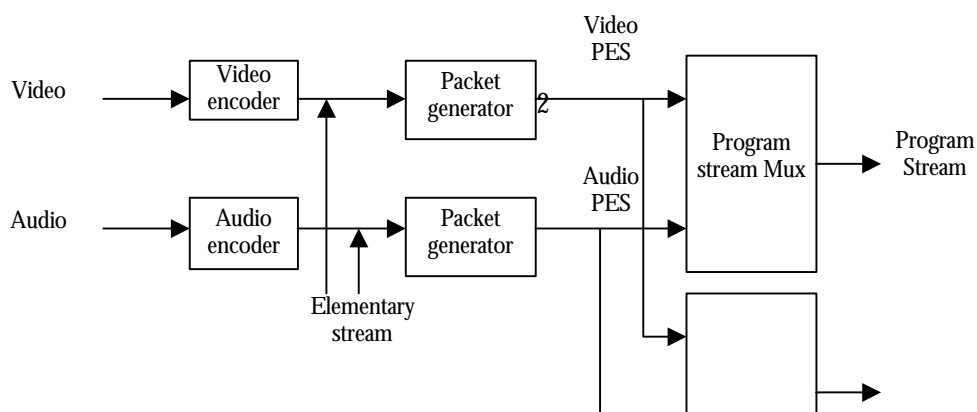 Video
PES
Video
Video
encoder
Packet
generator
2
Program
stream Mux
Program
Stream
Audio
PES
Audio
Audio
encoder
Packet
generator
Elementary
stream